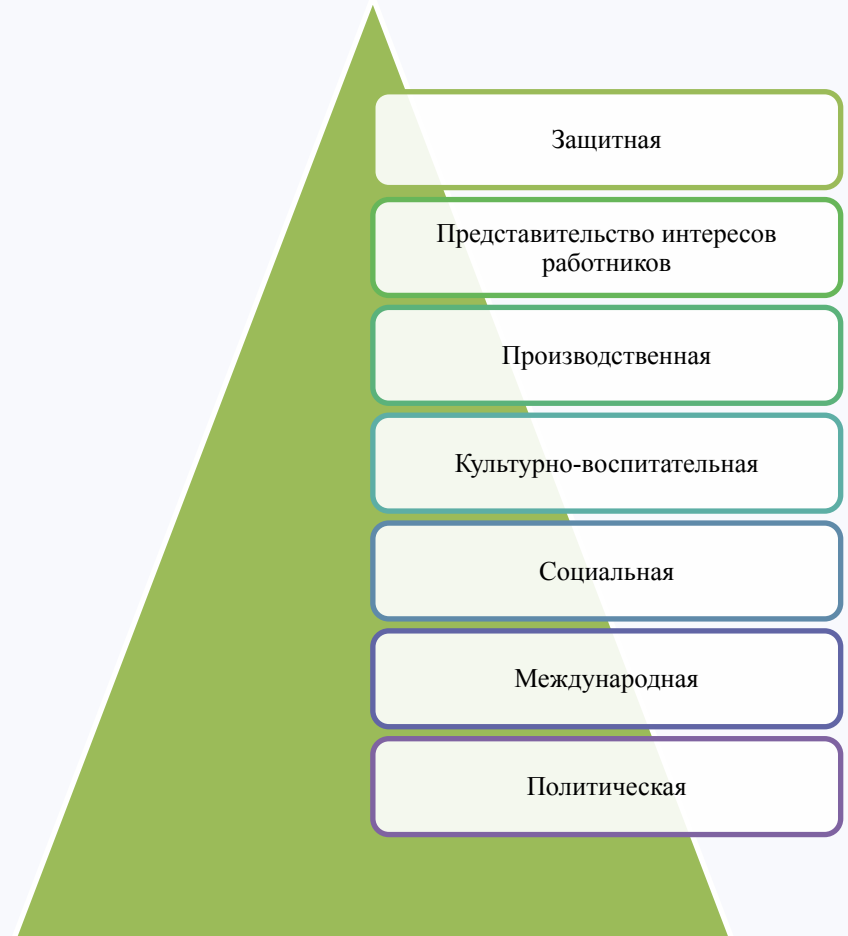 Защитная
Представительство интересов
работников
Производственная
Культурно-воспитательная
Социальная
Международная
Политическая